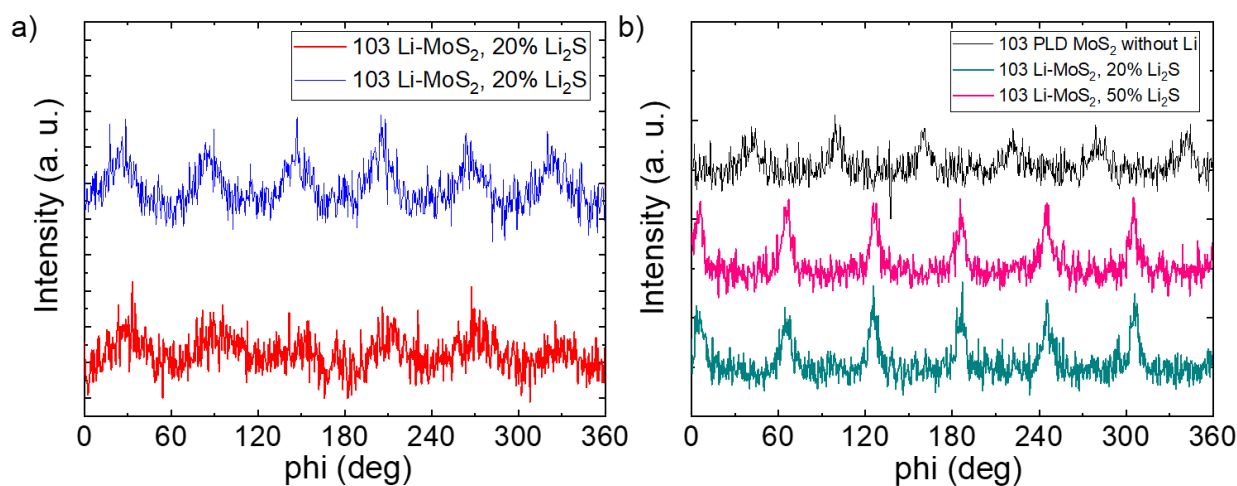 a)
103 Li-MoS₂, 20% Li₂S
103 Li-MoS₂, 20% Li₂S
Intensity (a. u.)
0 60 120 180 240 300 360
phi (deg)
b)
103 PLD MoS₂ without Li
103 Li-MoS₂, 20% Li₂S
103 Li-MoS₂, 50% Li₂S
Intensity (a. u.)
0 60 120 180 240 300 360
phi (deg)